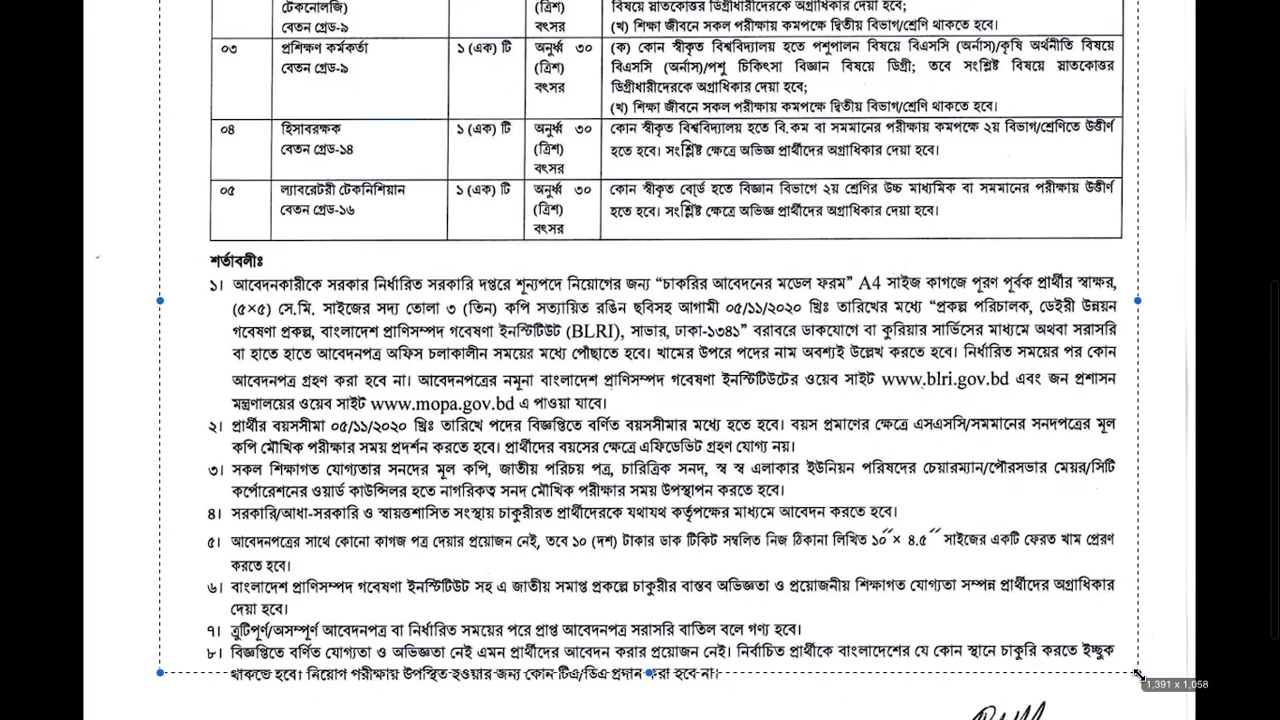 টেকনোলজি)
(ত্রিশ)
বিষয়ে স্নাতকোত্তর ডিগ্রীধারীদেরকে অগ্রাধিকার দেয়া হবে;
বেতন গ্রেড-৯
বৎসর
(খ) শিক্ষা জীবনে সকল পরীক্ষায় কমপক্ষে দ্বিতীয় বিভাগ/শ্রেণি থাকতে হবে।
০৩
প্রশিক্ষণ কর্মকর্তা
বেতন গ্রেড-৯
১ (এক) টি
অনুর্ধ্ব ৩০
(ত্রিশ)
বৎসর
(ক) কোন স্বীকৃত বিশ্ববিদ্যালয় হতে পশুপালন বিষয়ে বিএসসি (অর্নাস)/কৃষি অর্থনীতি বিষয়ে
বিএসসি (অর্নাস)/পশু চিকিৎসা বিজ্ঞান বিষয়ে ডিগ্রী; তবে সংশ্লিষ্ট বিষয়ে স্নাতকোত্তর
ডিগ্রীধারীদেরকে অগ্রাধিকার দেয়া হবে;
(খ) শিক্ষা জীবনে সকল পরীক্ষায় কমপক্ষে দ্বিতীয় বিভাগ/শ্রেণি থাকতে হবে।
০৪
হিসাবরক্ষক
বেতন গ্রেড-১৪
১ (এক) টি
অনুর্ধ্ব ৩০
(ত্রিশ)
বৎসর
কোন স্বীকৃত বিশ্ববিদ্যালয় হতে বি.কম বা সমমানের পরীক্ষায় কমপক্ষে ২য় বিভাগ/শ্রেণিতে উত্তীর্ণ
হতে হবে। সংশ্লিষ্ট ক্ষেত্রে অভিজ্ঞ প্রার্থীদের অগ্রাধিকার দেয়া হবে।
০৫
ল্যাবরেটরী টেকনিশিয়ান
বেতন গ্রেড-১৬
১ (এক) টি
অনুর্ধ্ব ৩০
(ত্রিশ)
বৎসর
কোন স্বীকৃত বোর্ড হতে বিজ্ঞান বিভাগে ২য় শ্রেণির উচ্চ মাধ্যমিক বা সমমানের পরীক্ষায় উত্তীর্ণ
হতে হবে। সংশ্লিষ্ট ক্ষেত্রে অভিজ্ঞ প্রার্থীদের অগ্রাধিকার দেয়া হবে।
শর্তাবলীঃ
১। আবেদনকারীকে সরকার নির্ধারিত সরকারি দপ্তরে শূন্যপদে নিয়োগের জন্য “চাকরির আবেদনের মডেল ফরম” A4 সাইজ কাগজে পূরণ পূর্বক প্রার্থীর স্বাক্ষর,
(৫×৫) সে.মি. সাইজের সদ্য তোলা ৩ (তিন) কপি সত্যায়িত রঙিন ছবিসহ আগামী ০৫/১১/২০২০ খ্রিঃ তারিখের মধ্যে “প্রকল্প পরিচালক, ডেইরী উন্নয়ন
গবেষণা প্রকল্প, বাংলাদেশ প্রাণিসম্পদ গবেষণা ইনস্টিটিউট (BLRI), সাভার, ঢাকা-১৩৪১” বরাবরে ডাকযোগে বা কুরিয়ার সার্ভিসের মাধ্যমে অথবা সরাসরি
বা হাতে হাতে আবেদনপত্র অফিস চলাকালীন সময়ের মধ্যে পৌঁছাতে হবে। খামের উপরে পদের নাম অবশ্যই উল্লেখ করতে হবে। নির্ধারিত সময়ের পর কোন
আবেদনপত্র গ্রহণ করা হবে না। আবেদনপত্রের নমূনা বাংলাদেশ প্রাণিসম্পদ গবেষণা ইনস্টিটিউটের ওয়েব সাইট www.blri.gov.bd এবং জন প্রশাসন
মন্ত্রণালয়ের ওয়েব সাইট www.mopa.gov.bd এ পাওয়া যাবে।
২। প্রার্থীর বয়সসীমা ০৫/১১/২০২০ খ্রিঃ তারিখে পদের বিজ্ঞপ্তিতে বর্ণিত বয়সসীমার মধ্যে হতে হবে। বয়স প্রমাণের ক্ষেত্রে এসএসসি/সমমানের সনদপত্রের মূল
কপি মৌখিক পরীক্ষার সময় প্রদর্শন করতে হবে। প্রার্থীদের বয়সের ক্ষেত্রে এফিডেভিট গ্রহণ যোগ্য নয়।
৩। সকল শিক্ষাগত যোগ্যতার সনদের মূল কপি, জাতীয় পরিচয় পত্র, চারিত্রিক সনদ, স্ব স্ব এলাকার ইউনিয়ন পরিষদের চেয়ারম্যান/পৌরসভার মেয়র/সিটি
কর্পোরেশনের ওয়ার্ড কাউন্সিলর হতে নাগরিকত্ব সনদ মৌখিক পরীক্ষার সময় উপস্থাপন করতে হবে।
৪। সরকারি/আধা-সরকারি ও স্বায়ত্তশাসিত সংস্থায় চাকুরীরত প্রার্থীদেরকে যথাযথ কর্তৃপক্ষের মাধ্যমে আবেদন করতে হবে।
৫। আবেদনপত্রের সাথে কোনো কাগজ পত্র দেয়ার প্রয়োজন নেই, তবে ১০ (দশ) টাকার ডাক টিকিট সম্বলিত নিজ ঠিকানা লিখিত ১০˝× ৪.৫˝ সাইজের একটি ফেরত খাম প্রেরণ
করতে হবে।
৬। বাংলাদেশ প্রাণিসম্পদ গবেষণা ইনস্টিটিউট সহ এ জাতীয় সমাপ্ত প্রকল্পে চাকুরীর বাস্তব অভিজ্ঞতা ও প্রয়োজনীয় শিক্ষাগত যোগ্যতা সম্পন্ন প্রার্থীদের অগ্রাধিকার
দেয়া হবে।
৭। ত্রুটিপূর্ণ/অসম্পূর্ণ আবেদনপত্র বা নির্ধারিত সময়ের পরে প্রাপ্ত আবেদনপত্র সরাসরি বাতিল বলে গণ্য হবে।
৮। বিজ্ঞপ্তিতে বর্ণিত যোগ্যতা ও অভিজ্ঞতা নেই এমন প্রার্থীদের আবেদন করার প্রয়োজন নেই। নির্বাচিত প্রার্থীকে বাংলাদেশের যে কোন স্থানে চাকুরি করতে ইচ্ছুক
থাকতে হবে। নিয়োগ পরীক্ষায় উপস্থিত হওয়ার জন্য কোন টিএ/ডিএ প্রদান করা হবে না।
1,391 x 1,058